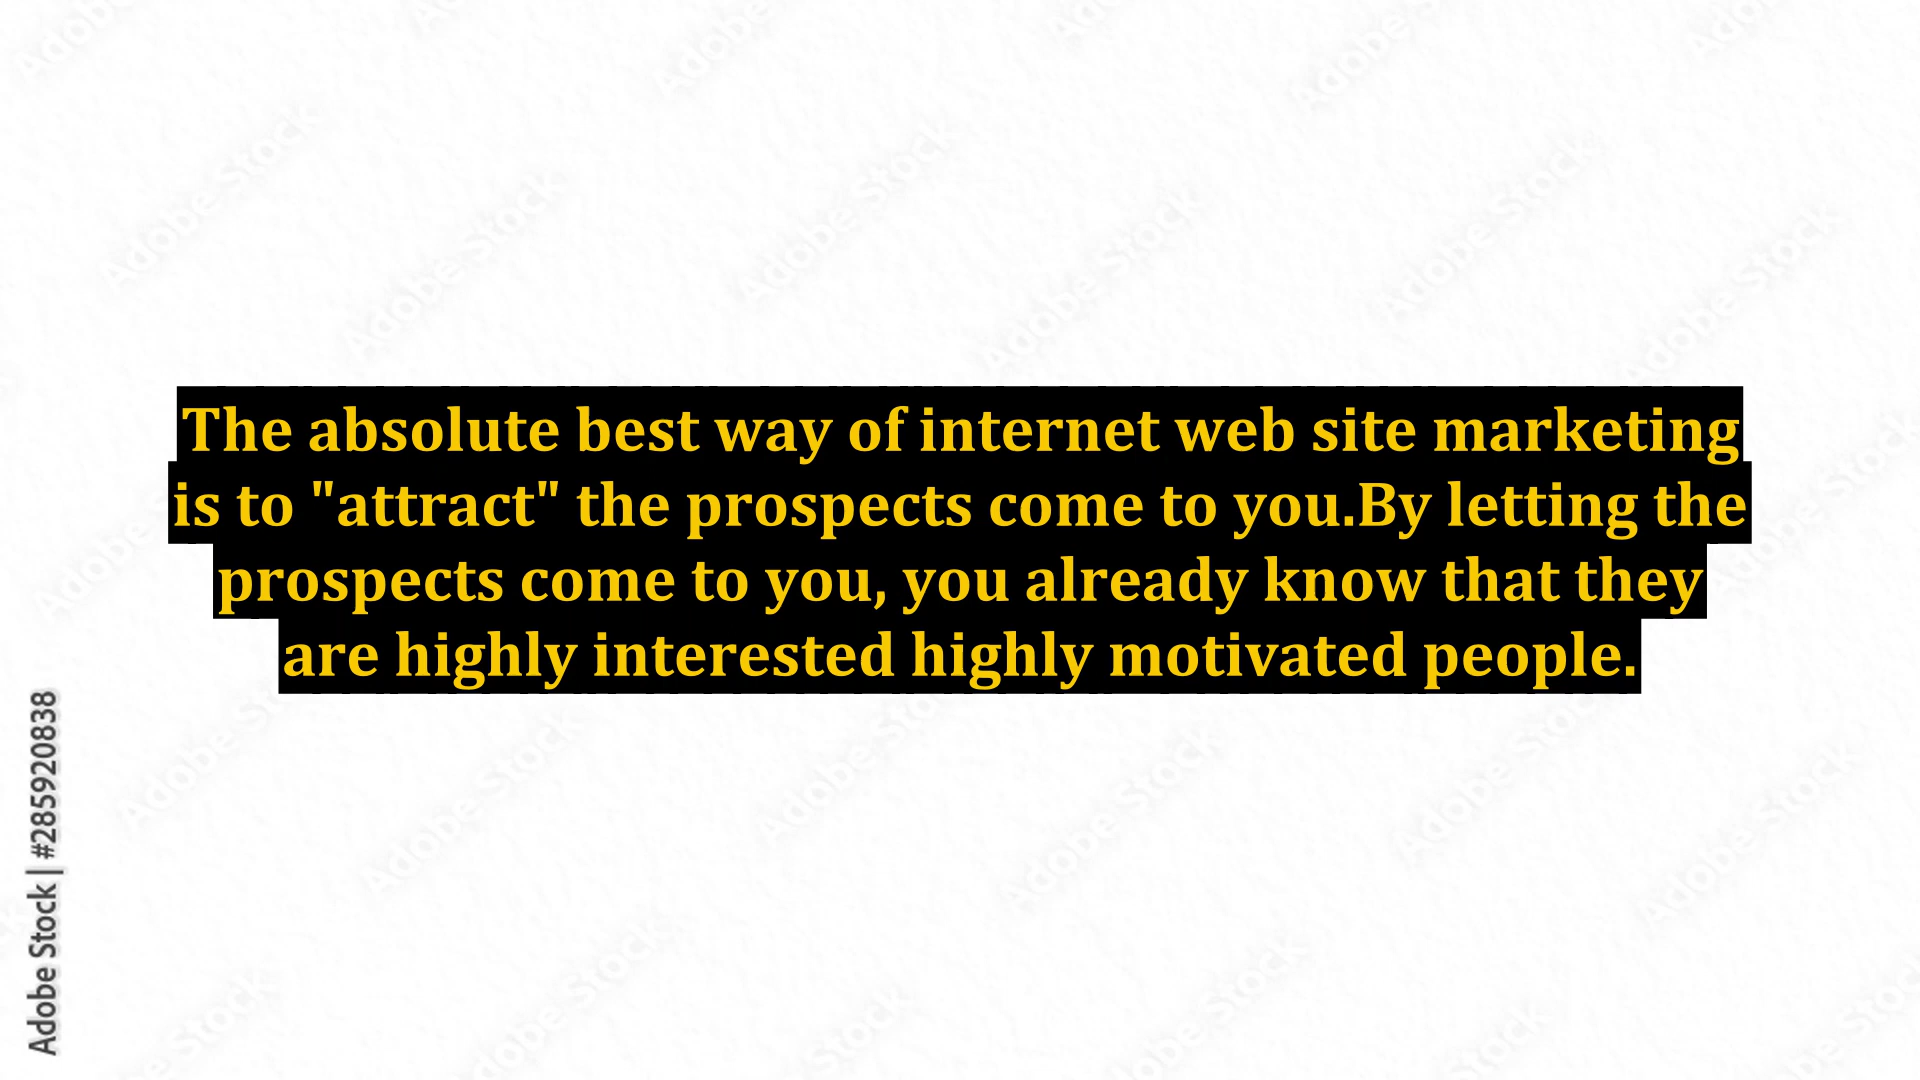 The absolute best way of internet web site marketing
is to "attract" the prospects come to you.By letting the
prospects come to you, you already know that they
are highly interested highly motivated people.
Adobe Stock | #285920838